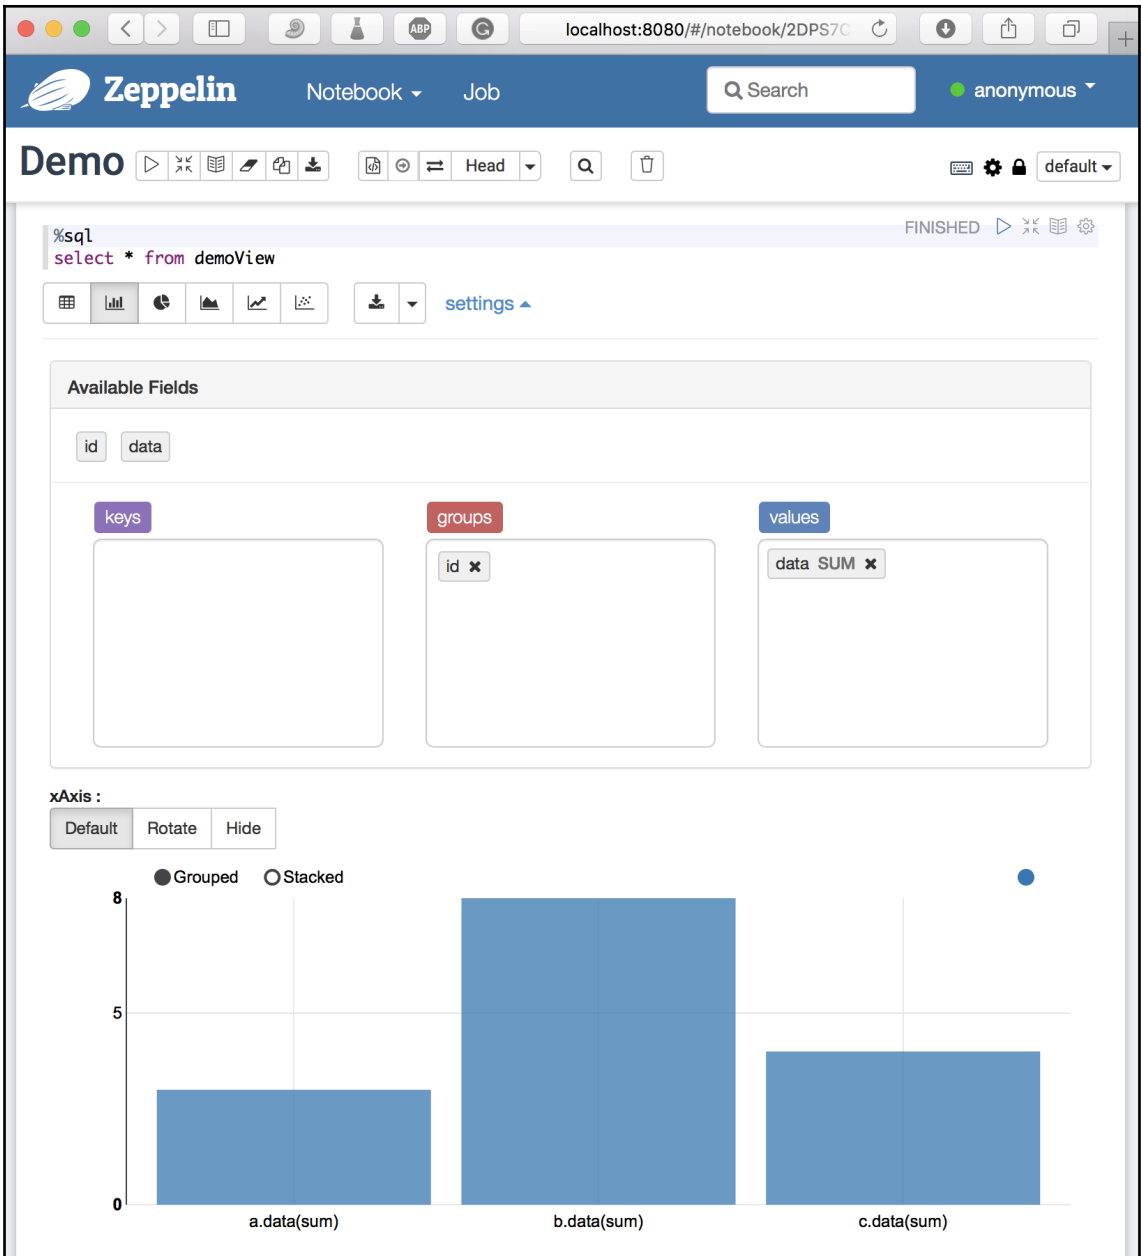 ABP
localhost:8080/#/notebook/2DPS7C
Zeppelin
Notebook
Job
Search
anonymous
Demo
Head
default
%sql
FINISHED
select * from demoView
settings
Available Fields
id data
keys groups values
id data SUM
xAxis :
Default Rotate Hide
Grouped Stacked
8
5
0
a.data(sum) b.data(sum) c.data(sum)